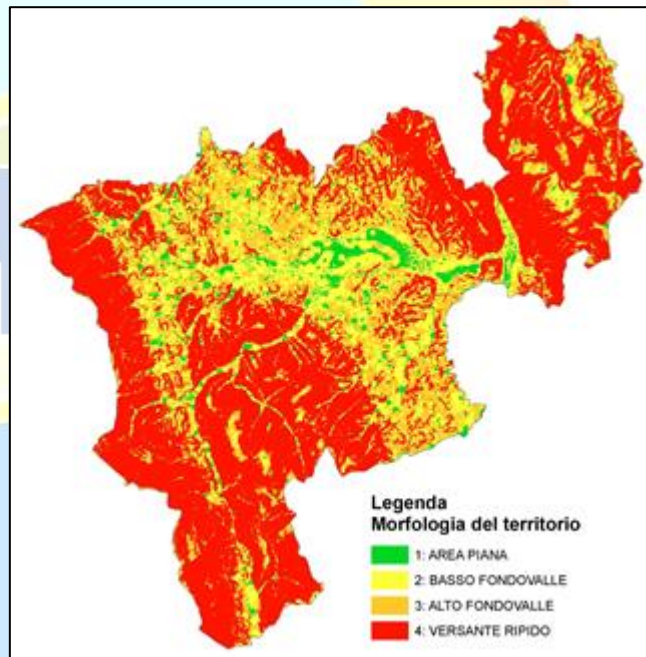 Legenda
Morfologia del territorio
1: AREA PIANA
2: BASSO FONDOVALLE
3: ALTO FONDOVALLE
4: VERSANTE RIPIDO